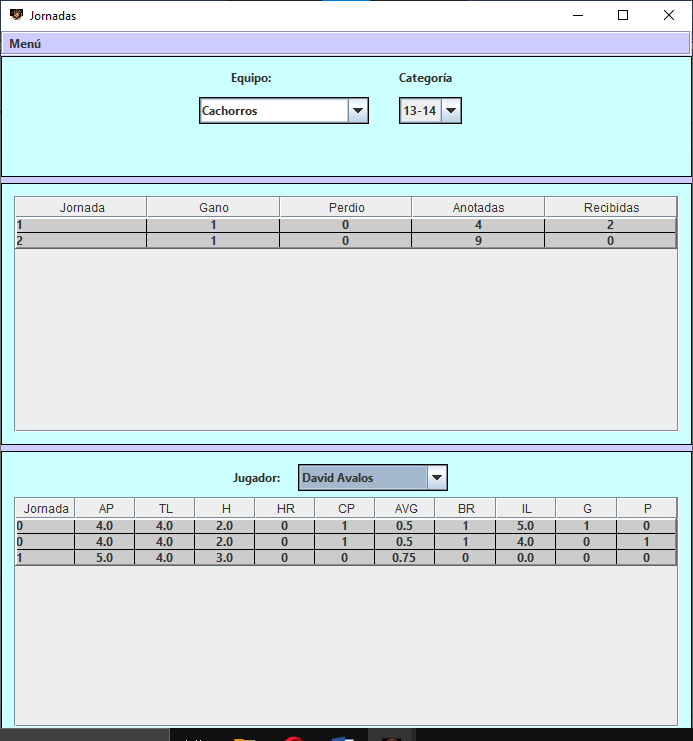 Jornadas
Menú
Equipo: Categoría
Cachorros 13-14
Jornada Gano Perdio Anotadas Recibidas
1 1 0 4 2
2 1 0 9 0
Jugador: David Avalos
Jornada AP TL H HR CP AVG BR IL G P
0 4.0 4.0 2.0 0 1 0.5 1 5.0 1 0
0 4.0 4.0 2.0 0 1 0.5 1 4.0 0 1
1 5.0 4.0 3.0 0 0 0.75 0 0.0 0 0